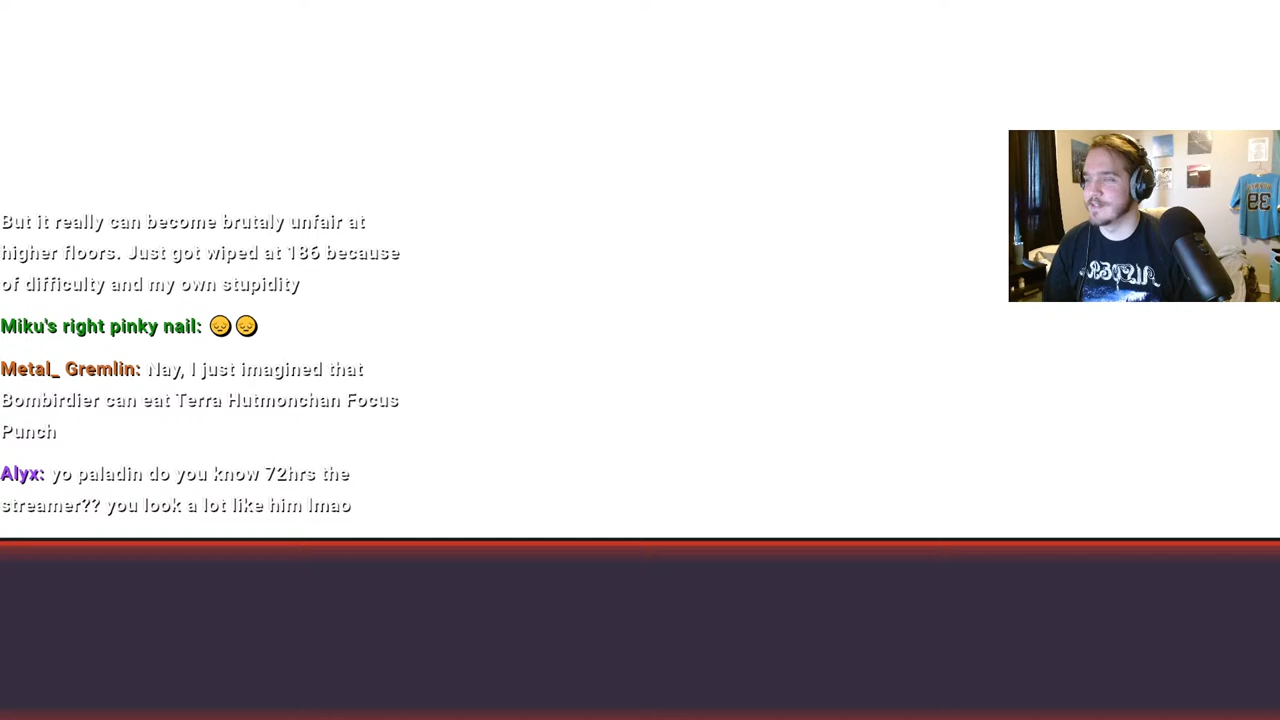 But it really can become brutaly unfair at
higher floors. Just got wiped at 186 because
of difficulty and my own stupidity
Miku's right pinky nail: 😔😔
Metal_ Gremlin: Nay, I just imagined that
Bombirdier can eat Terra Hutmonchan Focus
Punch
Alyx: yo paladin do you know 72hrs the
streamer?? you look a lot like him lmao